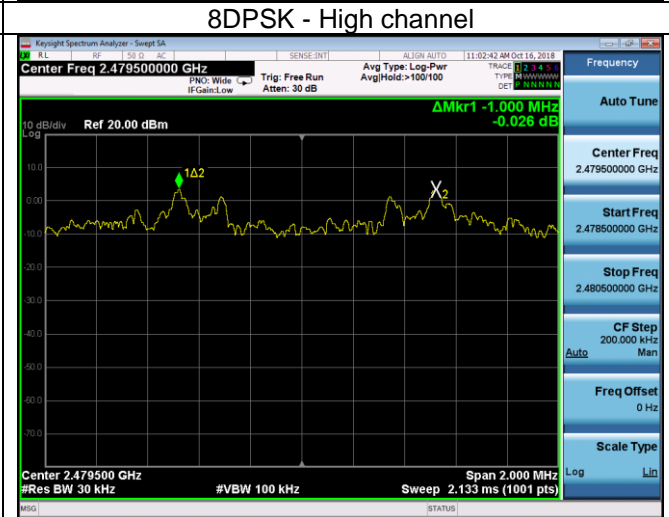 8DPSK - High channel
Keysight Spectrum Analyzer - Swept SA
RL RF 50 Ω AC SENSE:INT ALIGN AUTO 11:02:42 AM Oct 16, 2018
Center Freq 2.479500000 GHz
PNO: Wide
IFGain:Low
Trig: Free Run
Atten: 30 dB
Avg Type: Log-Pwr
Avg|Hold:>100/100
TRACE 1 2 3 4 5 6
TYPE M WWWWW
DET P NNNNN
Frequency
ΔMkr1 -1.000 MHz
-0.026 dB
10 dB/div Ref 20.00 dBm
Log
10.0
0.00
-10.0
-20.0
-30.0
-40.0
-50.0
-60.0
-70.0
1Δ2
2
Center 2.479500 GHz Span 2.000 MHz
#Res BW 30 kHz #VBW 100 kHz Sweep 2.133 ms (1001 pts)
MSG STATUS
Auto Tune
Center Freq
2.479500000 GHz
Start Freq
2.478500000 GHz
Stop Freq
2.480500000 GHz
CF Step
200.000 kHz
Auto Man
Freq Offset
0 Hz
Scale Type
Log Lin